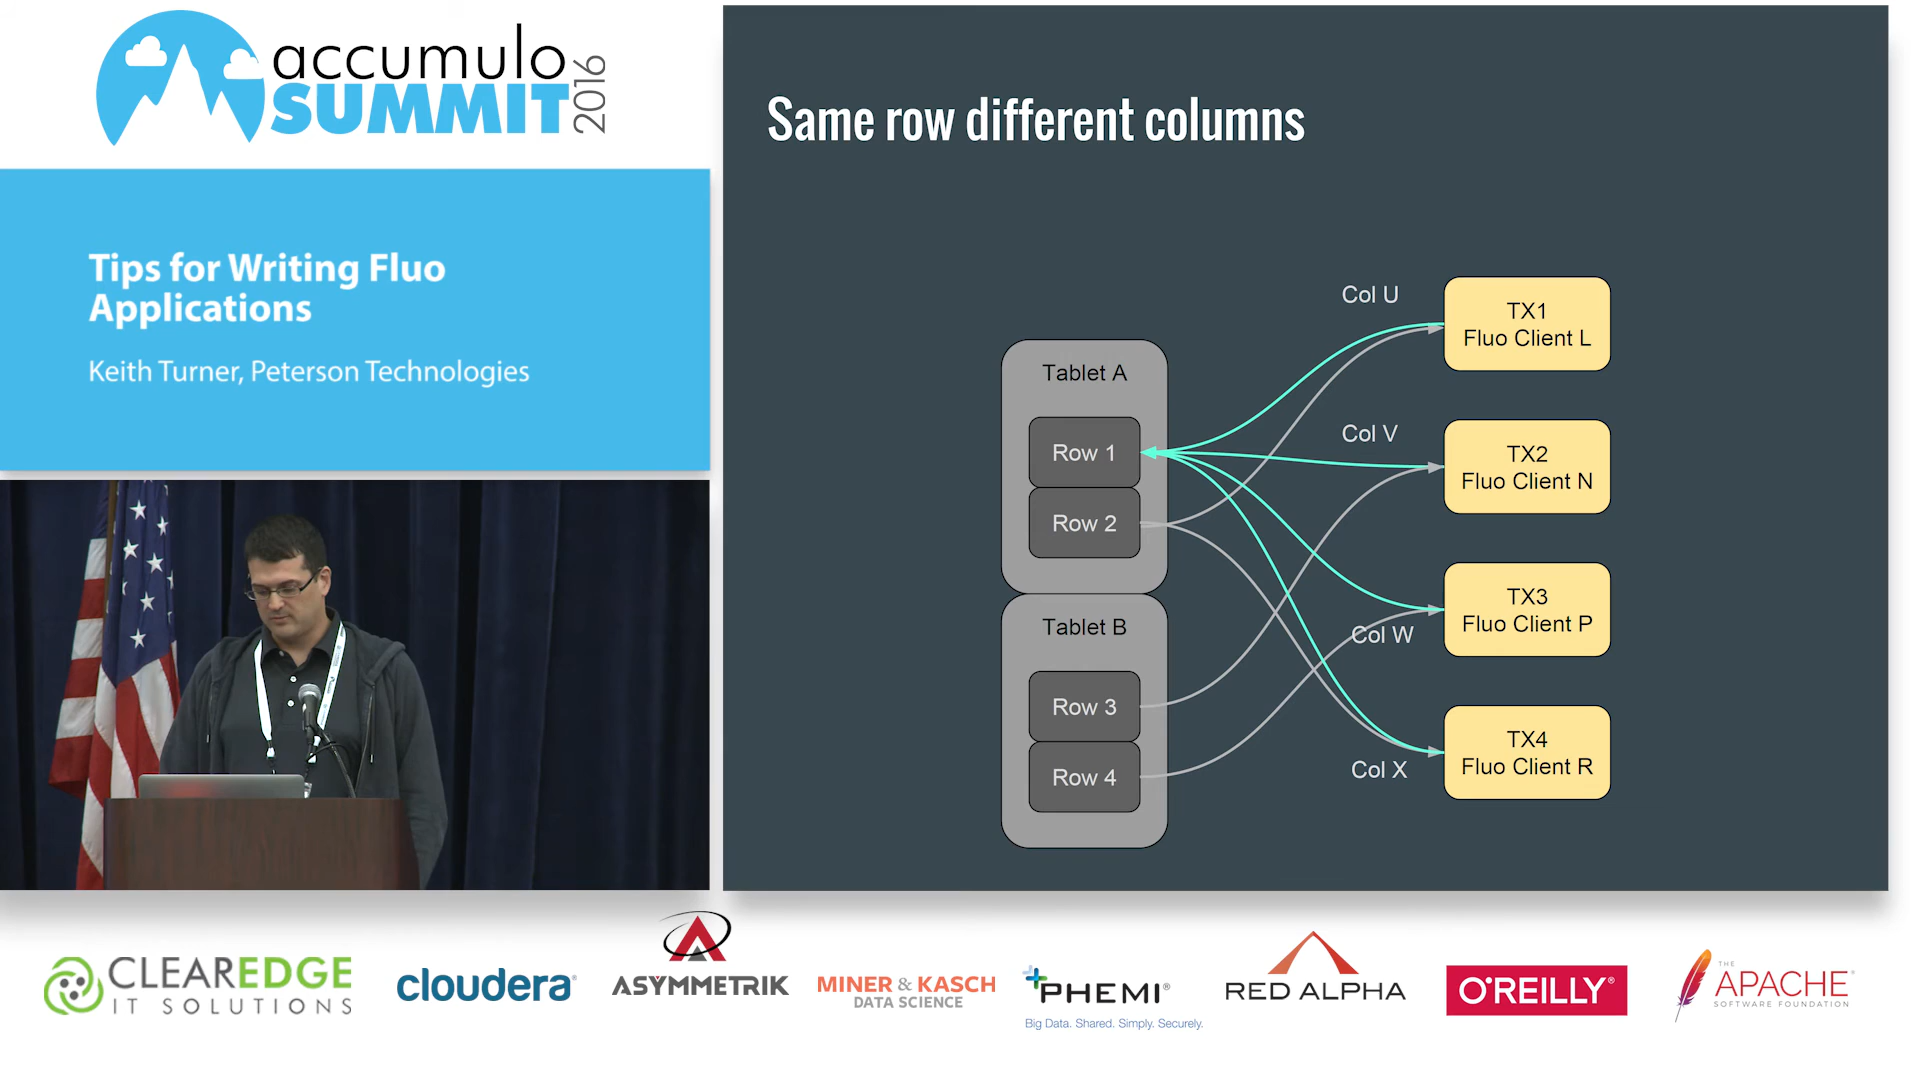 accumulo
SUMMIT
2016
Tips for Writing Fluo
Applications
Keith Turner, Peterson Technologies
Same row different columns
Tablet A
Row 1
Row 2
Tablet B
Row 3
Row 4
Col U
Col V
Col W
Col X
TX1
Fluo Client L
TX2
Fluo Client N
TX3
Fluo Client P
TX4
Fluo Client R
CLEAREDGE
IT SOLUTIONS
cloudera®
ASYMMETRIK
MINER & KASCH
DATA SCIENCE
PHEMI®
Big Data. Shared. Simply. Securely.
RED ALPHA
O'REILLY®
THE
APACHE®
SOFTWARE FOUNDATION